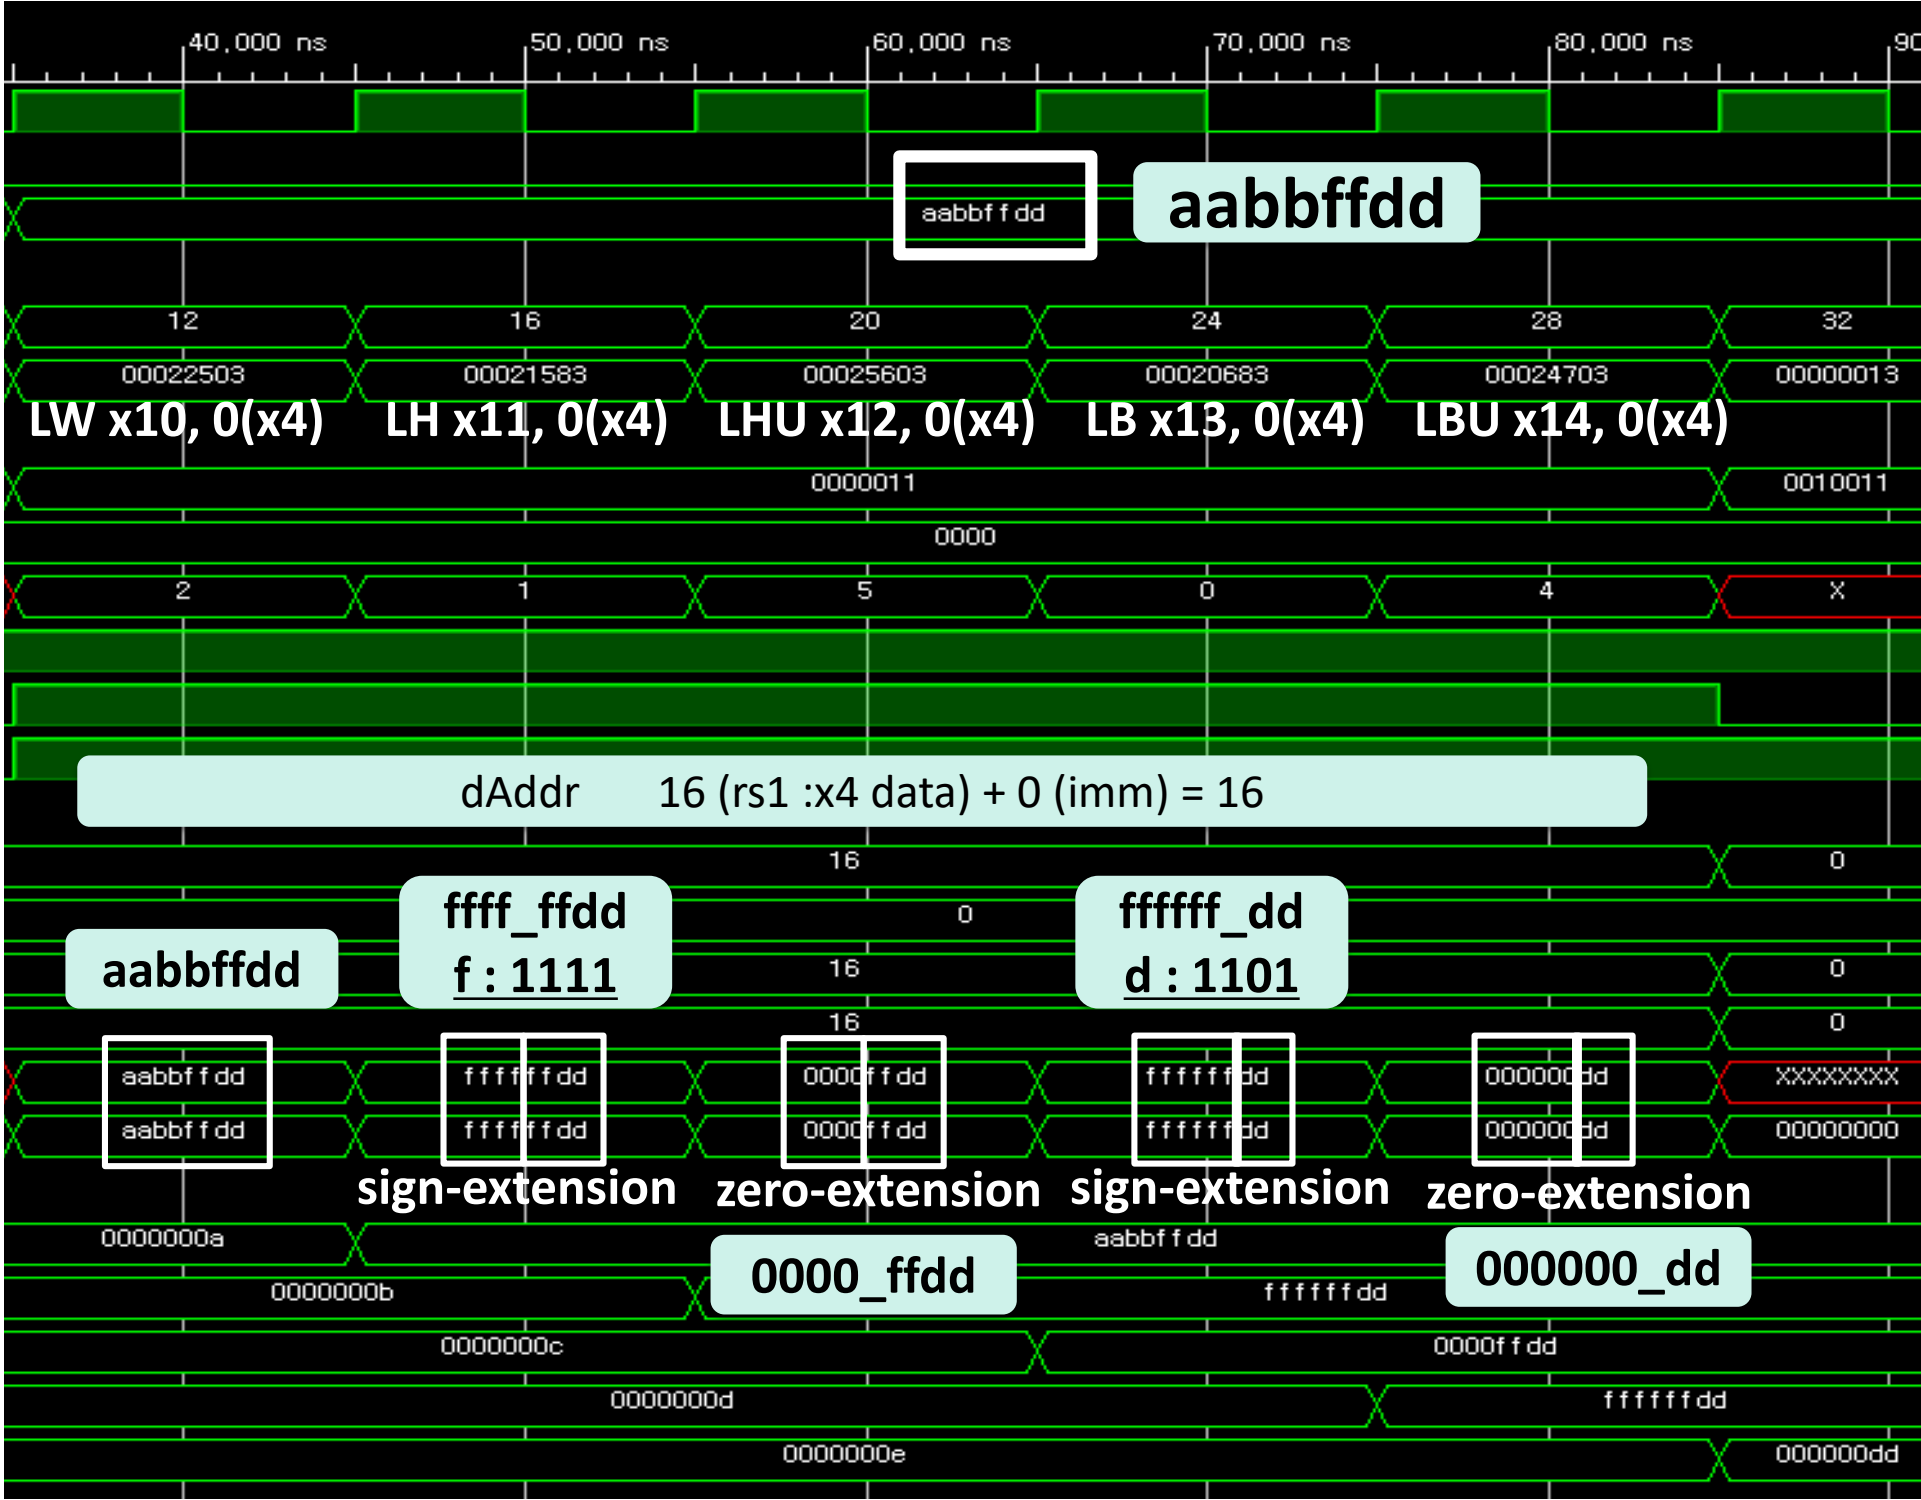 40,000 ns 50,000 ns 60,000 ns 70,000 ns 80,000 ns 90
aabbffdd aabbffdd
12 16 20 24 28 32
00022503 00021583 00025603 00020683 00024703 00000013
LW x10, 0(x4) LH x11, 0(x4) LHU x12, 0(x4) LB x13, 0(x4) LBU x14, 0(x4)
0000011 0010011
0000
2 1 5 0 4 X
dAddr 16 (rs1 :x4 data) + 0 (imm) = 16
16 0
ffff_ffdd 0 ffffff_dd
aabbffdd f : 1111 16 d : 1101 0
16 0
aabbffdd ffffffdd 0000ffdd ffffffdd 000000dd XXXXXXXX
aabbffdd ffffffdd 0000ffdd ffffffdd 000000dd 00000000
sign-extension zero-extension sign-extension zero-extension
0000000a aabbffdd
0000_ffdd 000000_dd
0000000b ffffffdd
0000000c 0000ffdd
0000000d ffffffdd
0000000e 000000dd